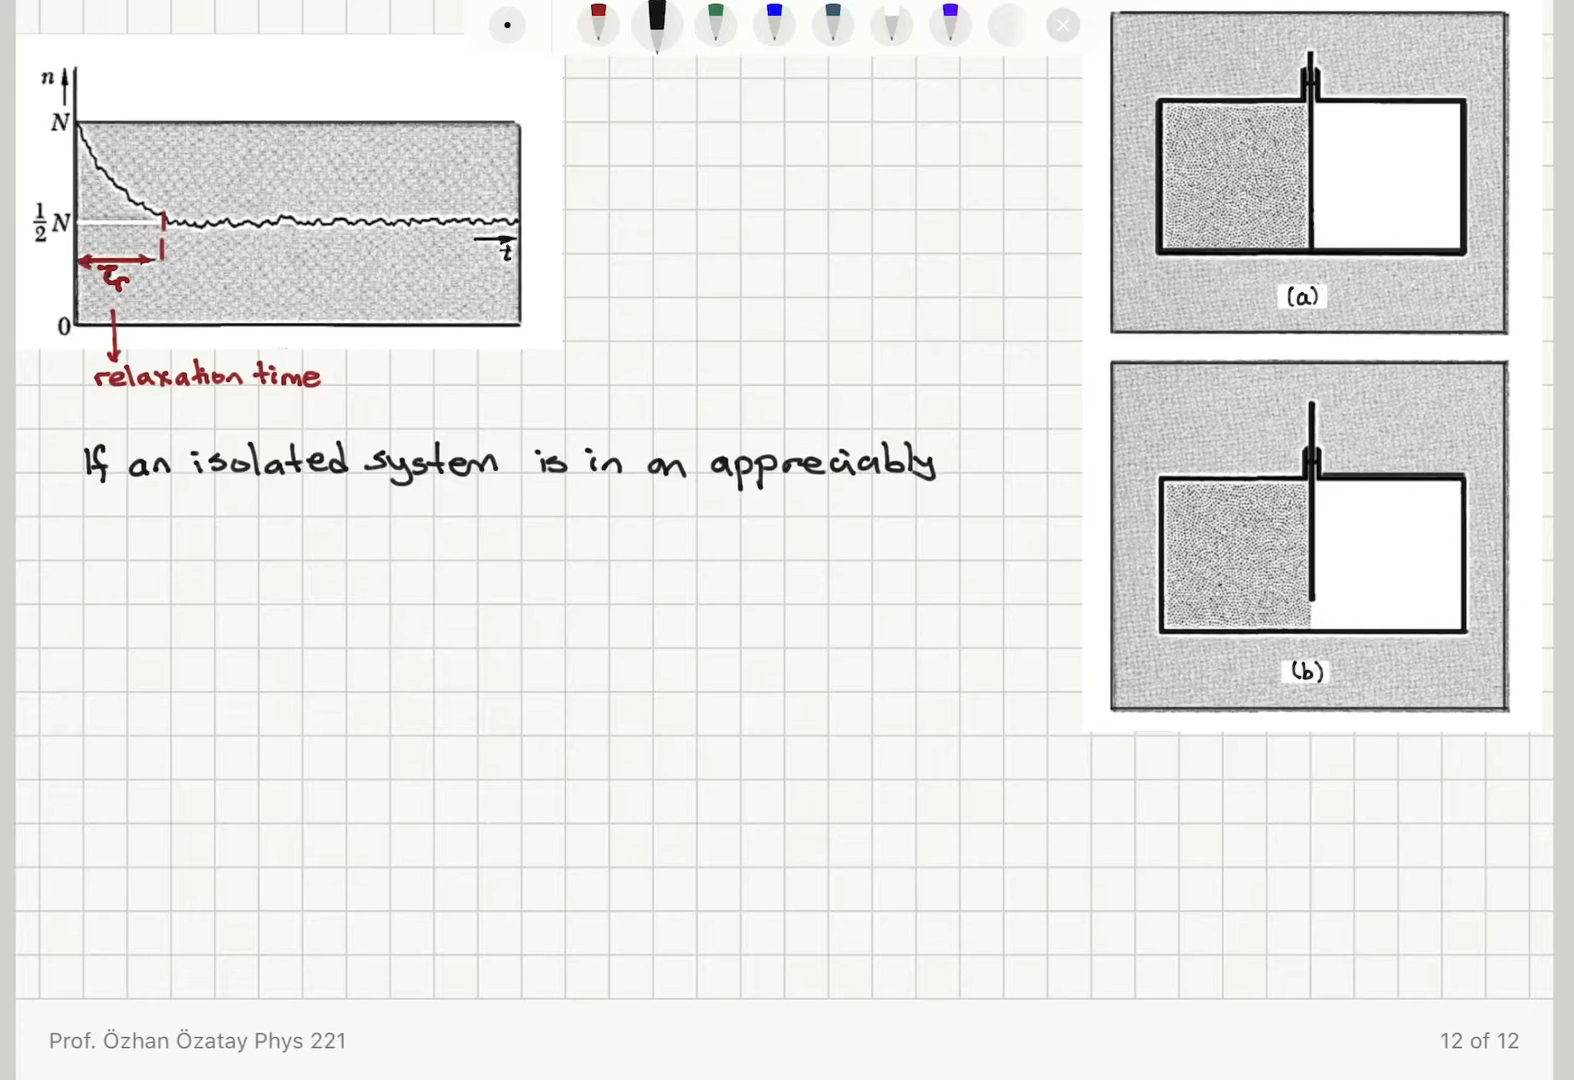 n
N
1/2 N
t
τr
0
relaxation time
If an isolated system is in an appreciably
(a)
(b)
Prof. Özhan Özatay Phys 221
12 of 12